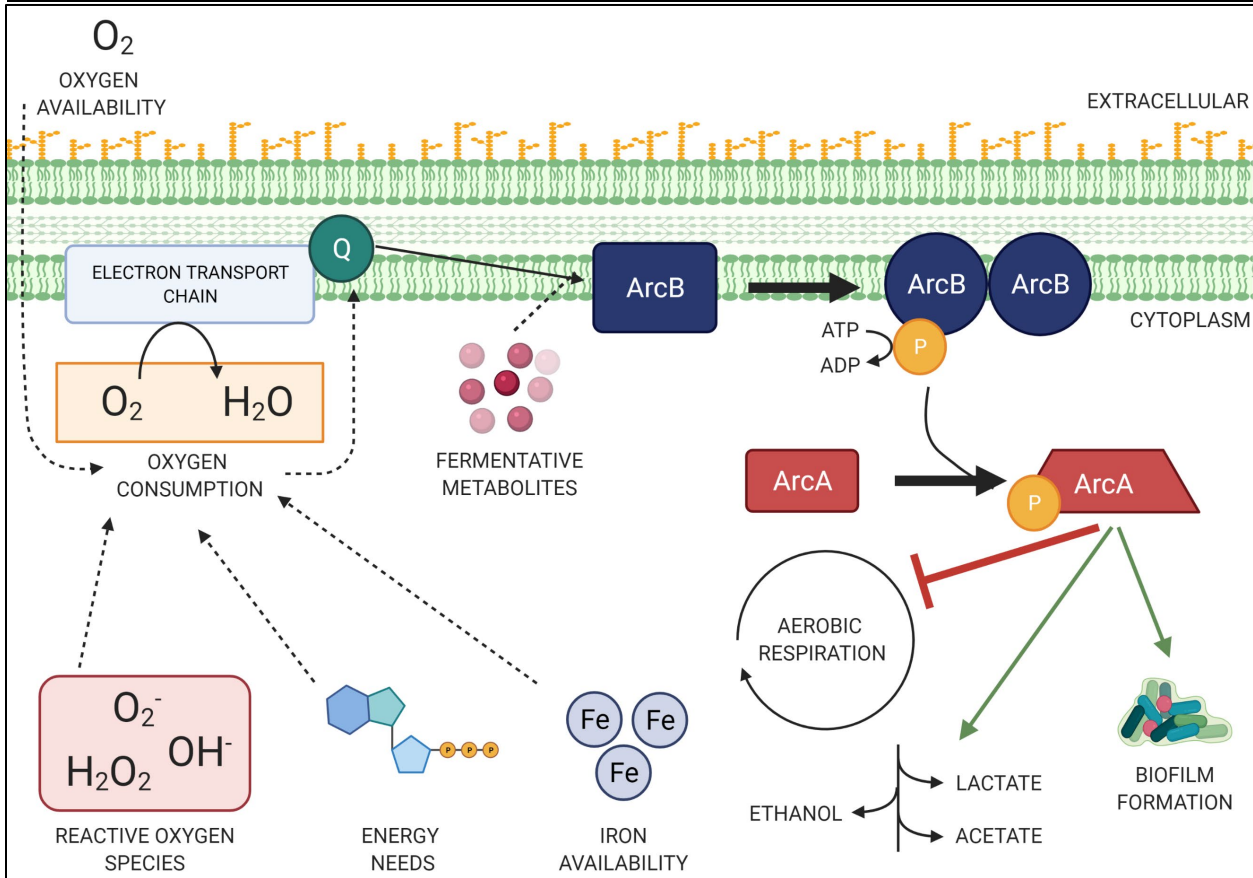 O₂
OXYGEN
AVAILABILITY
EXTRACELLULAR
Q
ELECTRON TRANSPORT
CHAIN
ArcB
ArcB
ArcB
CYTOPLASM
ATP
ADP
P
O₂
H₂O
OXYGEN
CONSUMPTION
FERMENTATIVE
METABOLITES
ArcA
P
ArcA
AEROBIC
RESPIRATION
O₂⁻
H₂O₂
OH⁻
REACTIVE OXYGEN
SPECIES
P P P
ENERGY
NEEDS
Fe
Fe
Fe
IRON
AVAILABILITY
LACTATE
ETHANOL
ACETATE
BIOFILM
FORMATION